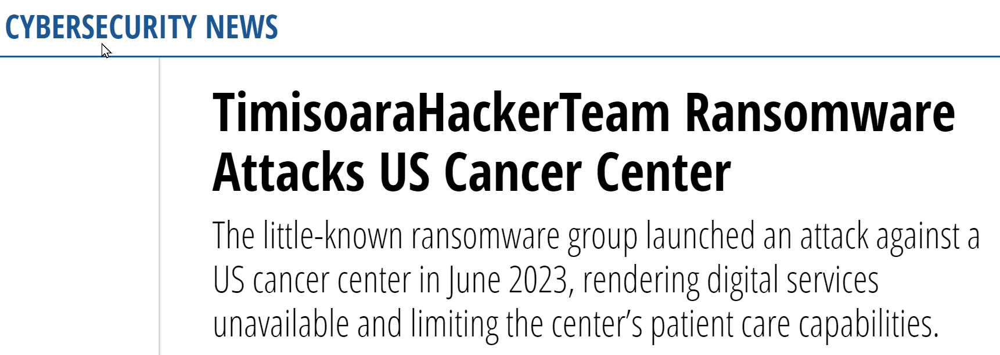 CYBERSECURITY NEWS
TimisoaraHackerTeam Ransomware
Attacks US Cancer Center
The little-known ransomware group launched an attack against a
US cancer center in June 2023, rendering digital services
unavailable and limiting the center’s patient care capabilities.